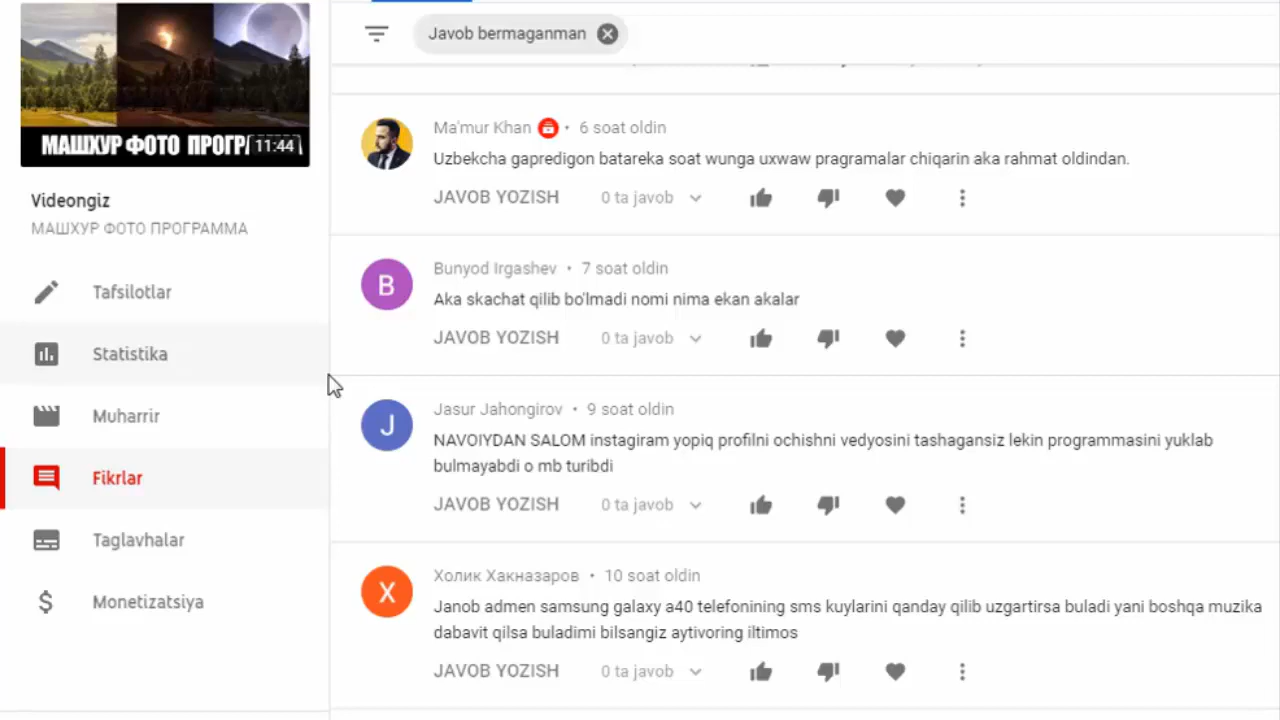 МАШХУР ФОТО ПРОГР
11:44
Videongiz
МАШХУР ФОТО ПРОГРАММА
Tafsilotlar
Statistika
Muharrir
Fikrlar
Taglavhalar
Monetizatsiya
Javob bermaganman
Ma'mur Khan • 6 soat oldin
Uzbekcha gapredigon batareka soat wunga uxwaw pragramalar chiqarin aka rahmat oldindan.
JAVOB YOZISH 0 ta javob
B
Bunyod Irgashev • 7 soat oldin
Aka skachat qilib bo'lmadi nomi nima ekan akalar
JAVOB YOZISH 0 ta javob
J
Jasur Jahongirov • 9 soat oldin
NAVOIYDAN SALOM instagiram yopiq profilni ochishni vedyosini tashagansiz lekin programmasini yuklab
bulmayabdi o mb turibdi
JAVOB YOZISH 0 ta javob
X
Холик Хакназаров • 10 soat oldin
Janob admen samsung galaxy a40 telefonining sms kuylarini qanday qilib uzgartirsa buladi yani boshqa muzika
dabavit qilsa buladimi bilsangiz aytivoring iltimos
JAVOB YOZISH 0 ta javob